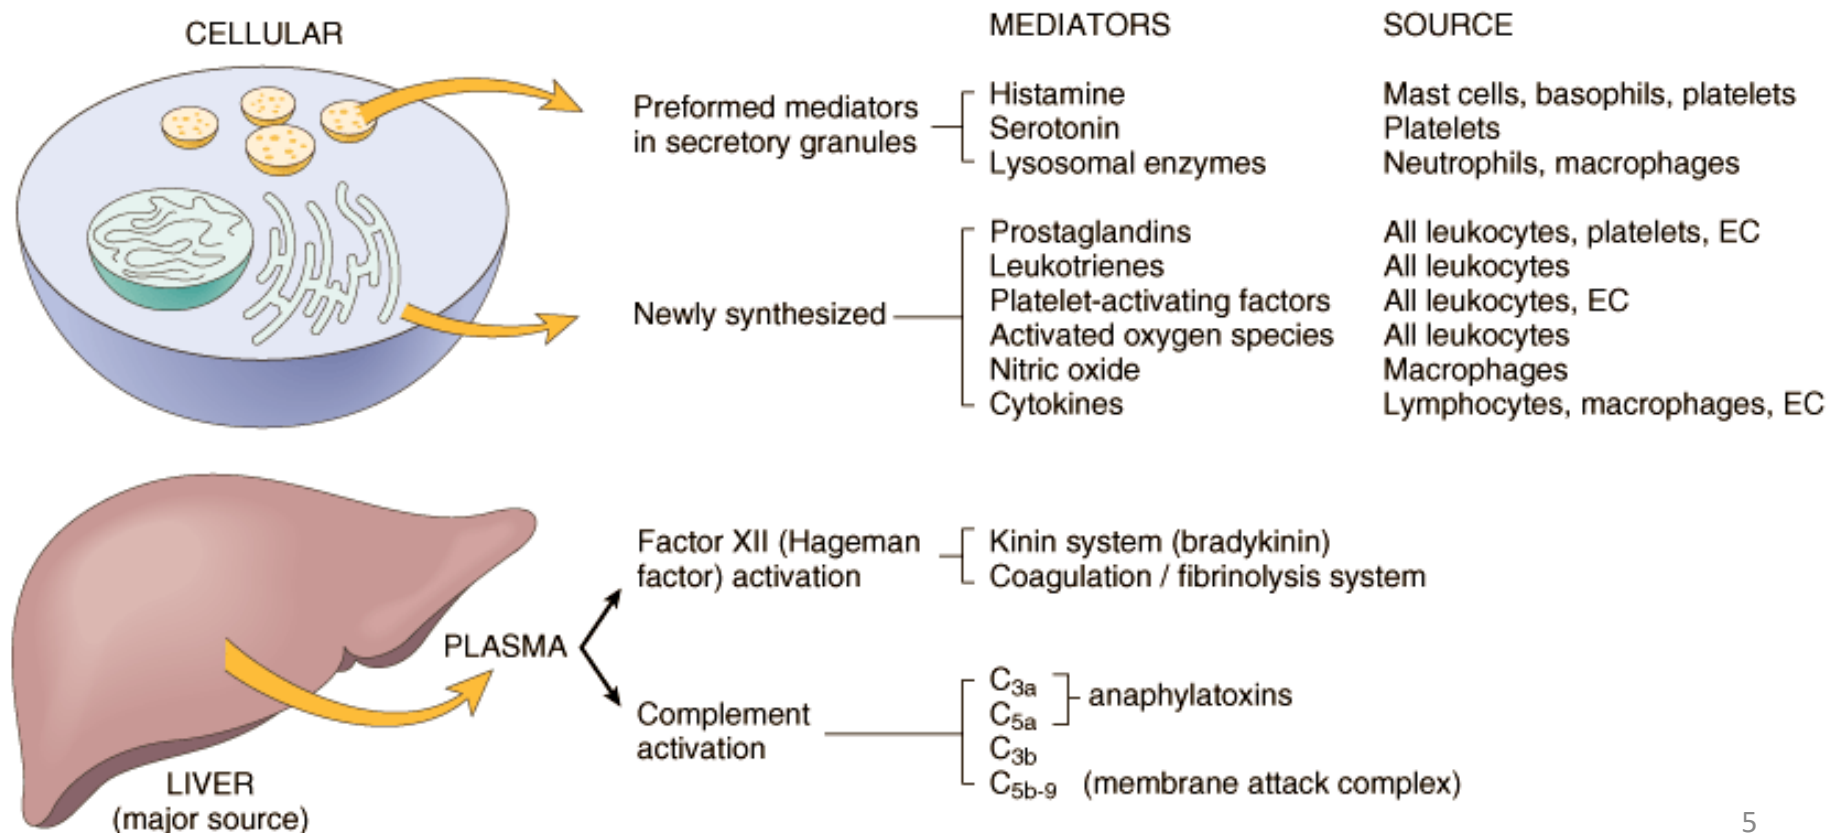 CELLULAR
MEDIATORS SOURCE
Preformed mediators
in secretory granules
Histamine Mast cells, basophils, platelets
Serotonin Platelets
Lysosomal enzymes Neutrophils, macrophages
Newly synthesized
Prostaglandins All leukocytes, platelets, EC
Leukotrienes All leukocytes
Platelet-activating factors All leukocytes, EC
Activated oxygen species All leukocytes
Nitric oxide Macrophages
Cytokines Lymphocytes, macrophages, EC
LIVER
(major source)
PLASMA
Factor XII (Hageman
factor) activation
Kinin system (bradykinin)
Coagulation / fibrinolysis system
Complement
activation
C3a
C5a
anaphylatoxins
C3b
C5b-9 (membrane attack complex)
5